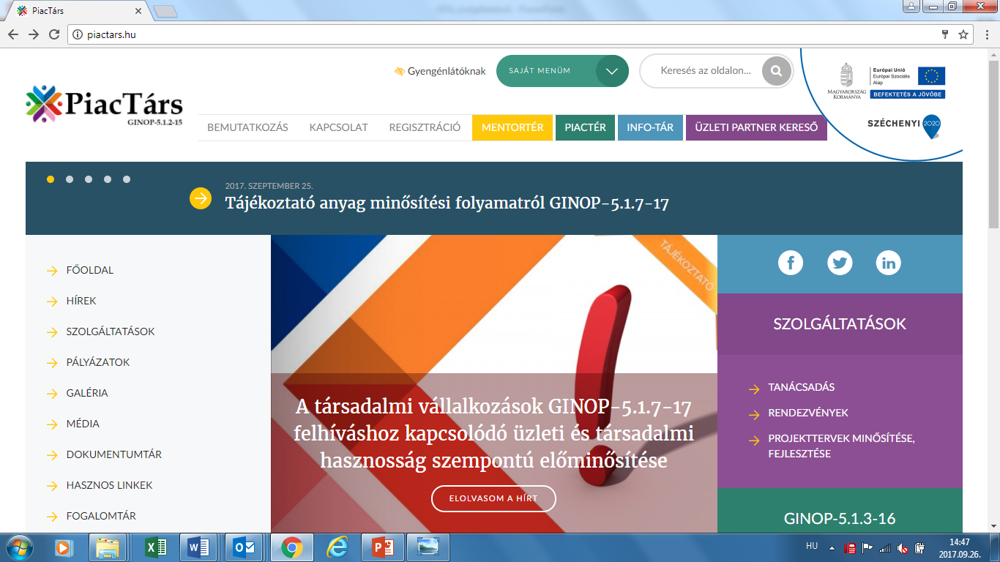 PiacTárs
piactars.hu
Gyengénlátóknak
SAJÁT MENÜM
Keresés az oldalon...
MAGYARORSZÁG
KORMÁNYA
Európai Unió
Európai Szociális
Alap
BEFEKTETÉS A JÖVŐBE
SZÉCHENYI 2020
PiacTárs
GINOP-5.1.2-15
BEMUTATKOZÁS
KAPCSOLAT
REGISZTRÁCIÓ
MENTORTÉR
PIACTÉR
INFO-TÁR
ÜZLETI PARTNER KERESŐ
2017. SZEPTEMBER 25.
Tájékoztató anyag minősítési folyamatról GINOP-5.1.7-17
FŐOLDAL
HÍREK
SZOLGÁLTATÁSOK
PÁLYÁZATOK
GALÉRIA
MÉDIA
DOKUMENTUMTÁR
HASZNOS LINKEK
FOGALOMTÁR
TÁJÉKOZTATÓ
A társadalmi vállalkozások GINOP-5.1.7-17
felhíváshoz kapcsolódó üzleti és társadalmi
hasznosság szempontú előminősítése
ELOLVASOM A HÍRT
SZOLGÁLTATÁSOK
TANÁCSADÁS
RENDEZVÉNYEK
PROJEKTTERVEK MINŐSÍTÉSE,
FEJLESZTÉSE
GINOP-5.1.3-16
HU
14:47
2017.09.26.